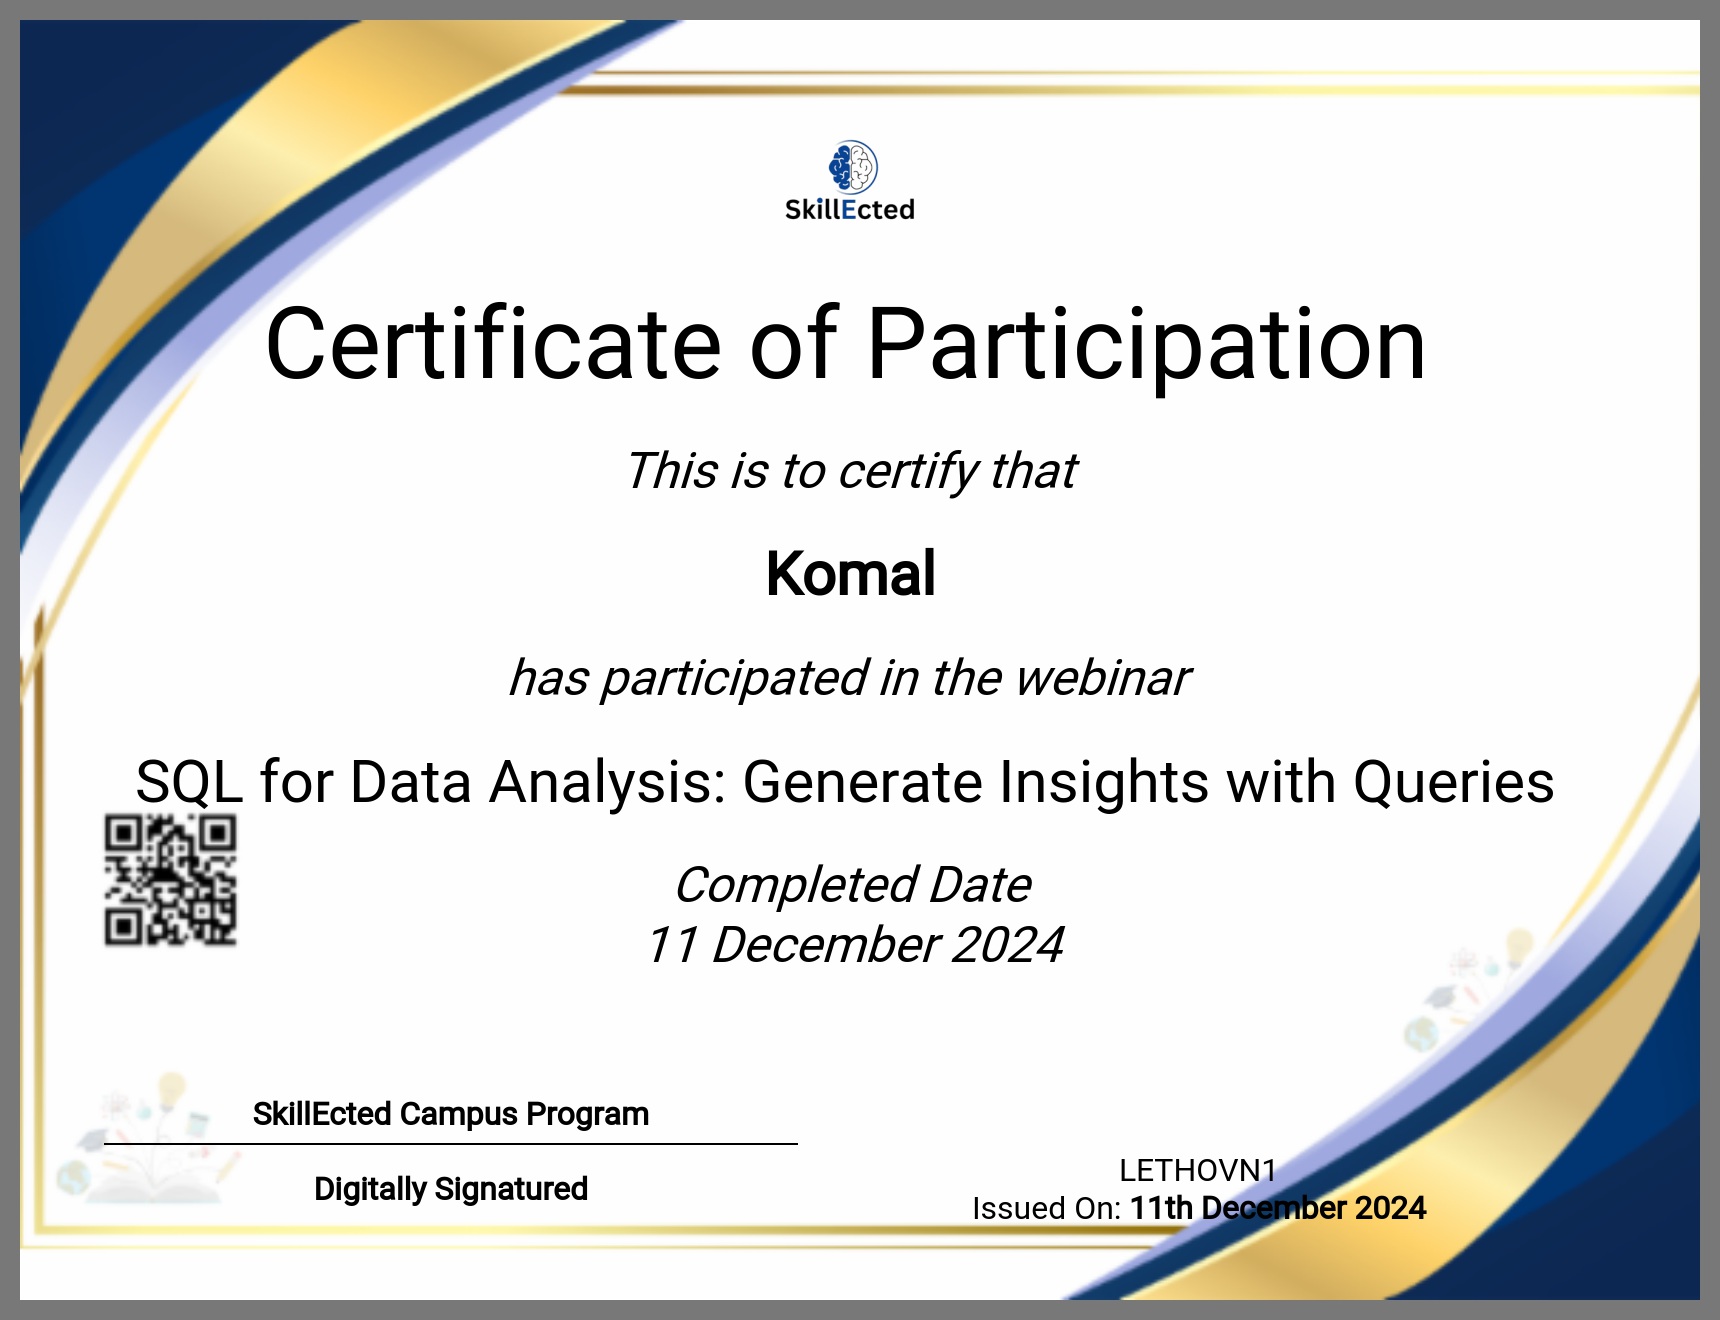 SkillEcted
Certificate of Participation
This is to certify that
Komal
has participated in the webinar
SQL for Data Analysis: Generate Insights with Queries
Completed Date
11 December 2024
SkillEcted Campus Program
Digitally Signatured
LETHOVN1
Issued On: 11th December 2024